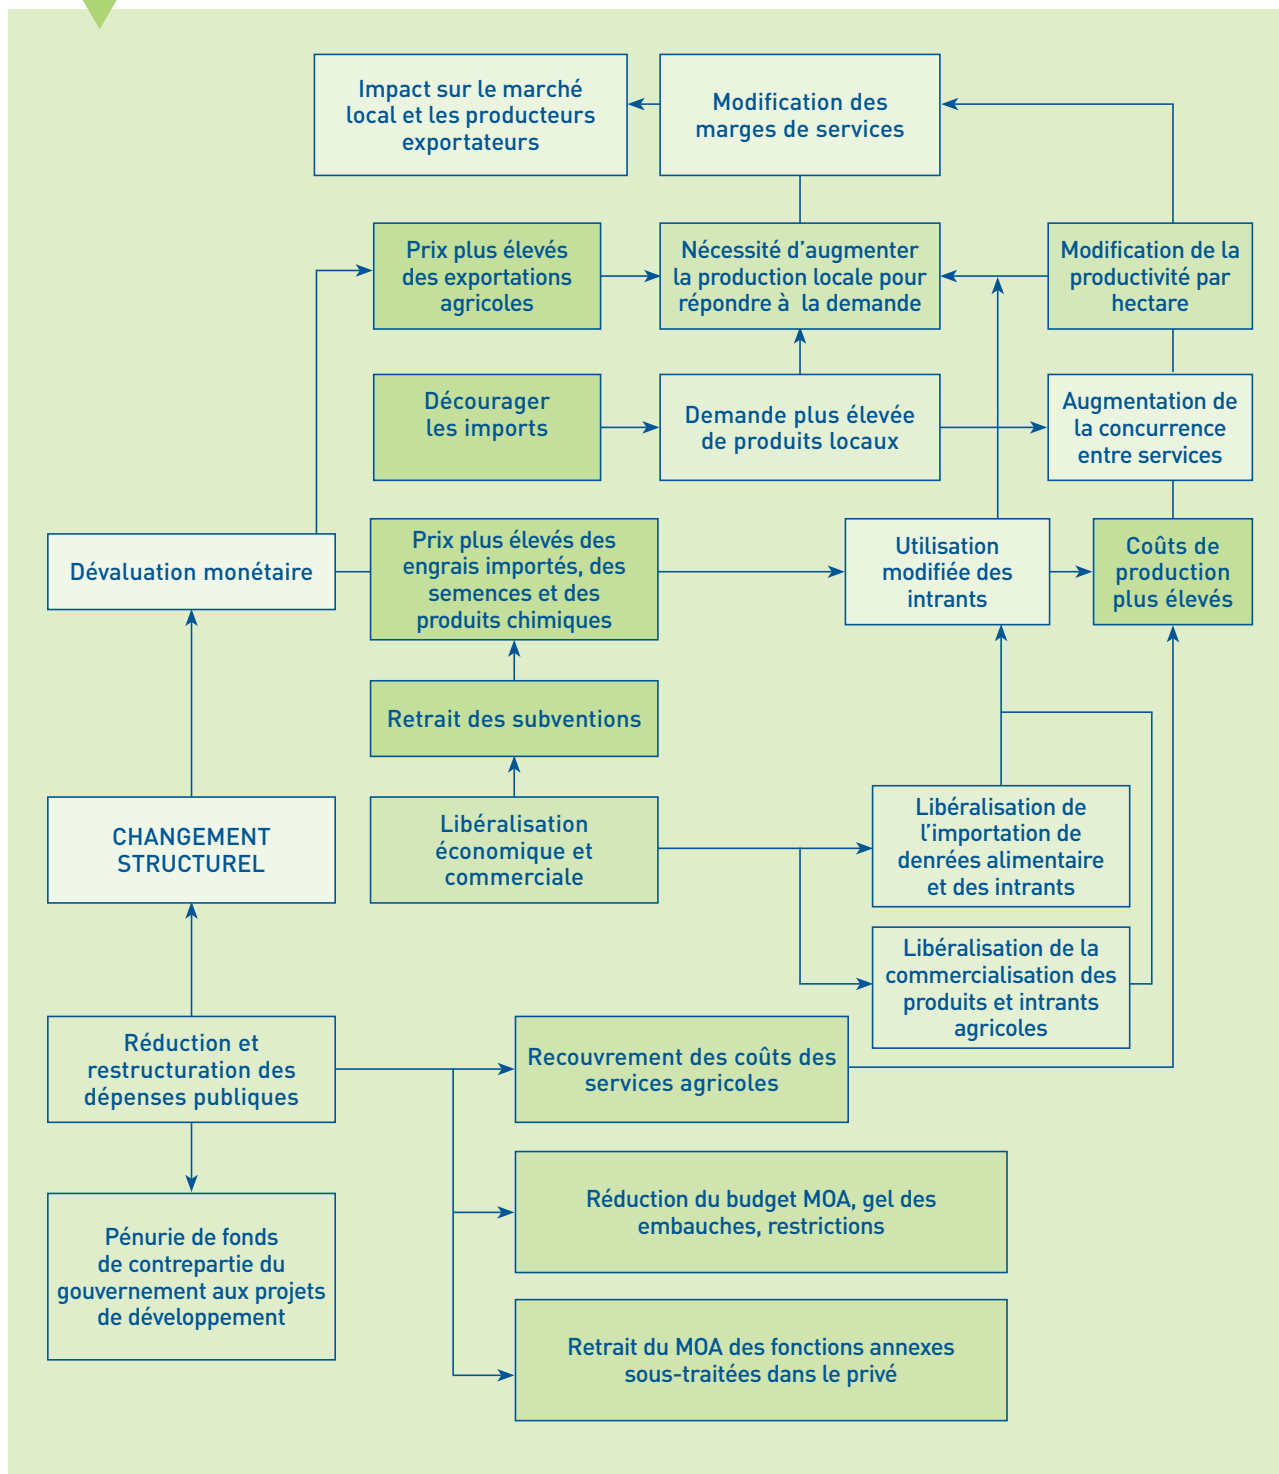 Impact sur le marché
local et les producteurs
exportateurs
Modification des
marges de services
Prix plus élevés
des exportations
agricoles
Nécessité d'augmenter
la production locale pour
répondre à la demande
Modification de la
productivité par
hectare
Décourager
les imports
Demande plus élevée
de produits locaux
Augmentation de
la concurrence
entre services
Dévaluation monétaire
Prix plus élevés des
engrais importés, des
semences et des
produits chimiques
Utilisation
modifiée des
intrants
Coûts de
production
plus élevés
Retrait des subventions
CHANGEMENT
STRUCTUREL
Libéralisation
économique et
commerciale
Libéralisation de
l'importation de
denrées alimentaire
et des intrants
Libéralisation de la
commercialisation des
produits et intrants
agricoles
Réduction et
restructuration des
dépenses publiques
Recouvrement des coûts des
services agricoles
Réduction du budget MOA, gel des
embauches, restrictions
Pénurie de fonds
de contrepartie du
gouvernement aux projets
de développement
Retrait du MOA des fonctions annexes
sous-traitées dans le privé